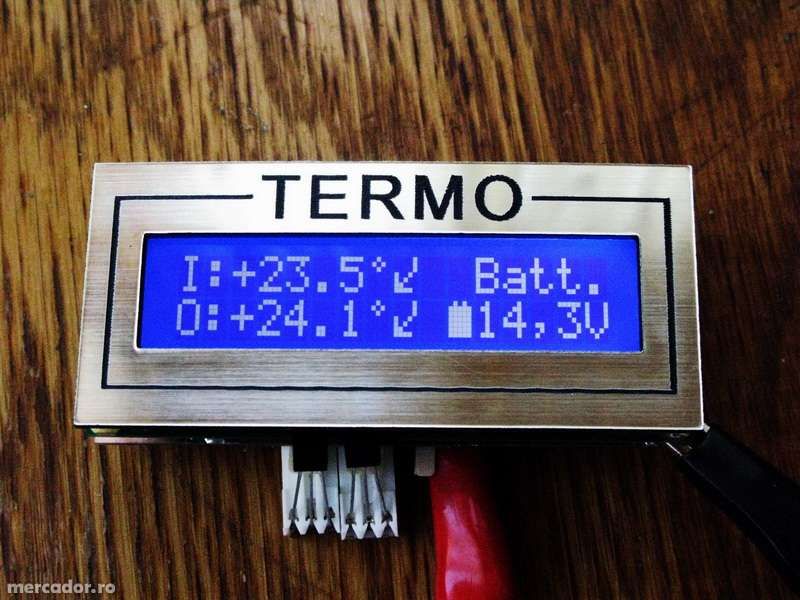 TERMO
I:+23.5°↙ Batt.
O:+24.1°↙ 14,3V
mercador.ro